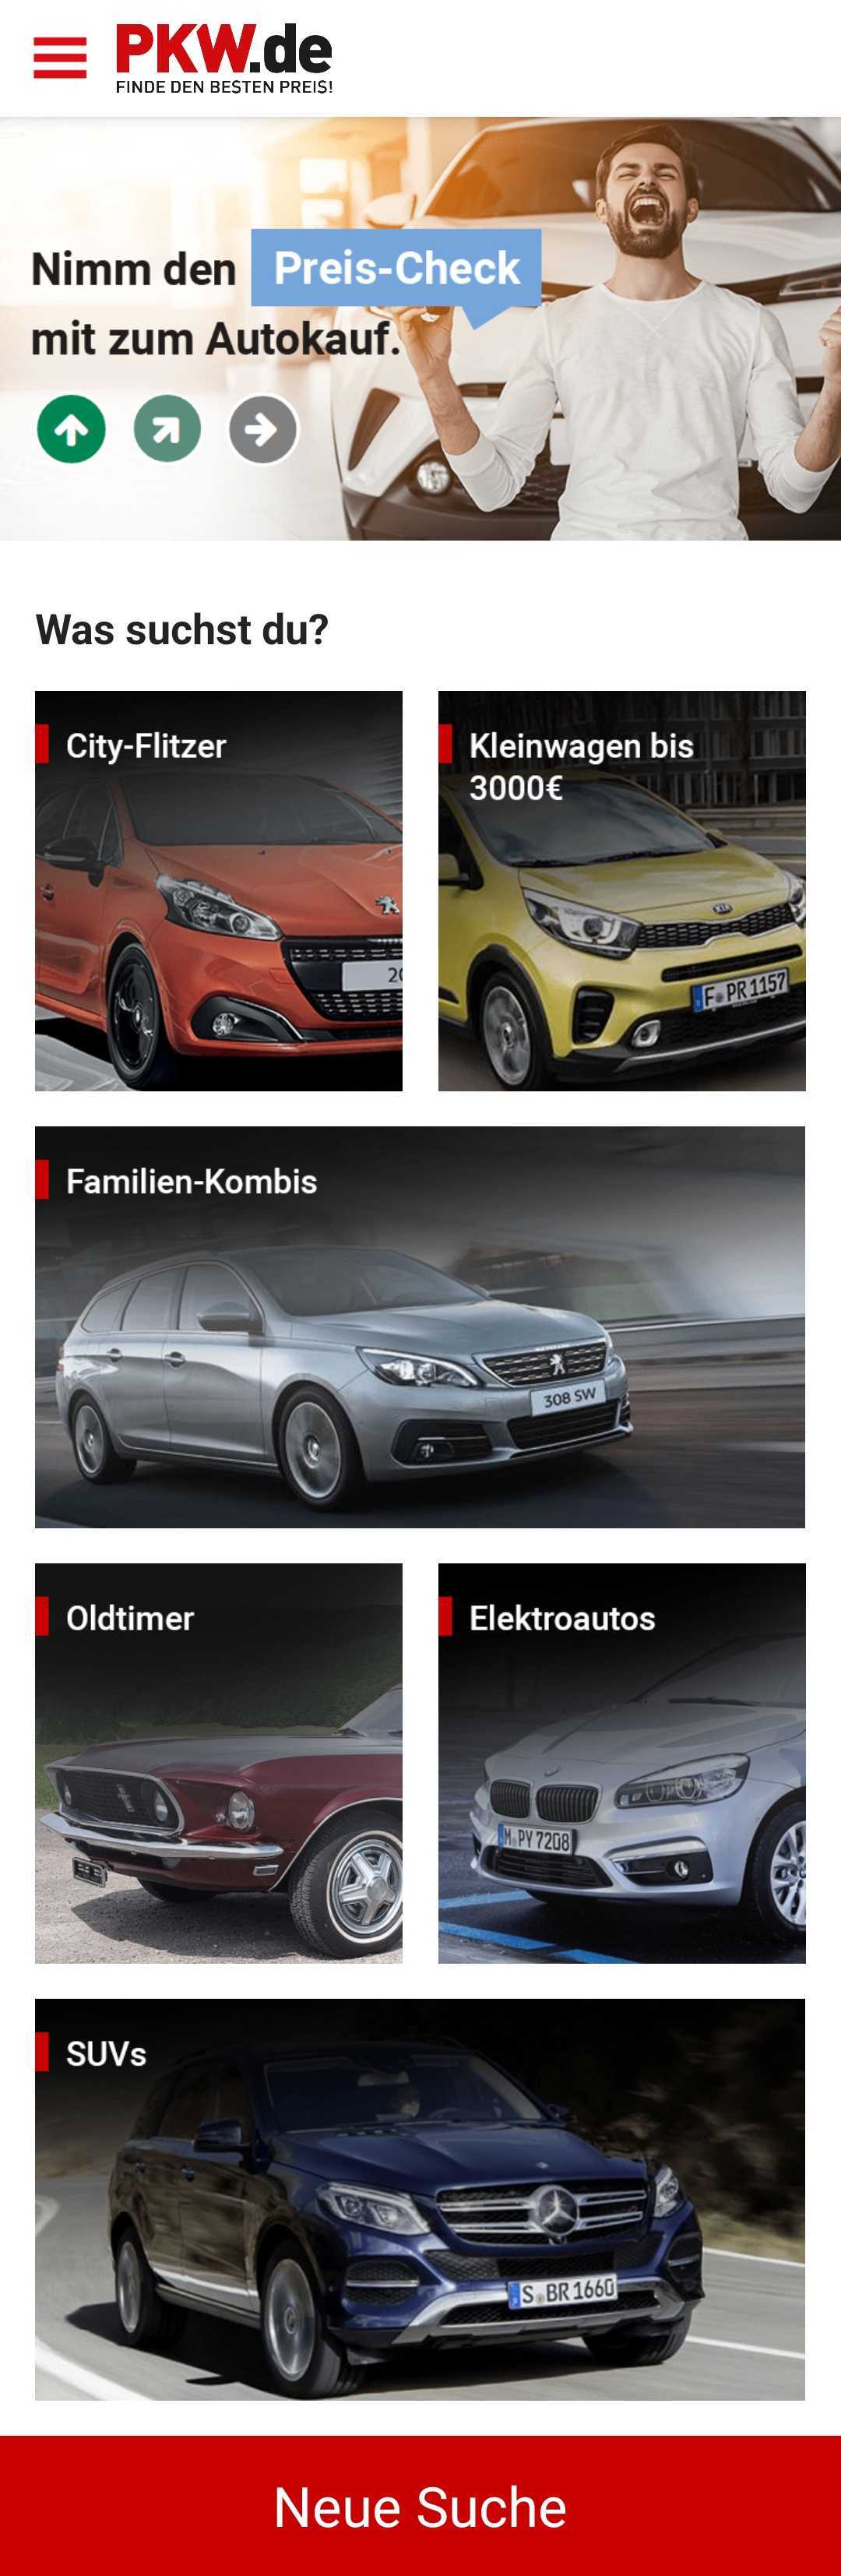 PKW.de
FINDE DEN BESTEN PREIS!
Nimm den Preis-Check
mit zum Autokauf.
Was suchst du?
City-Flitzer
Kleinwagen bis
3000€
F PR 1157
Familien-Kombis
308 SW
Oldtimer
Elektroautos
M PY 7208
SUVs
S BR 1660
Neue Suche